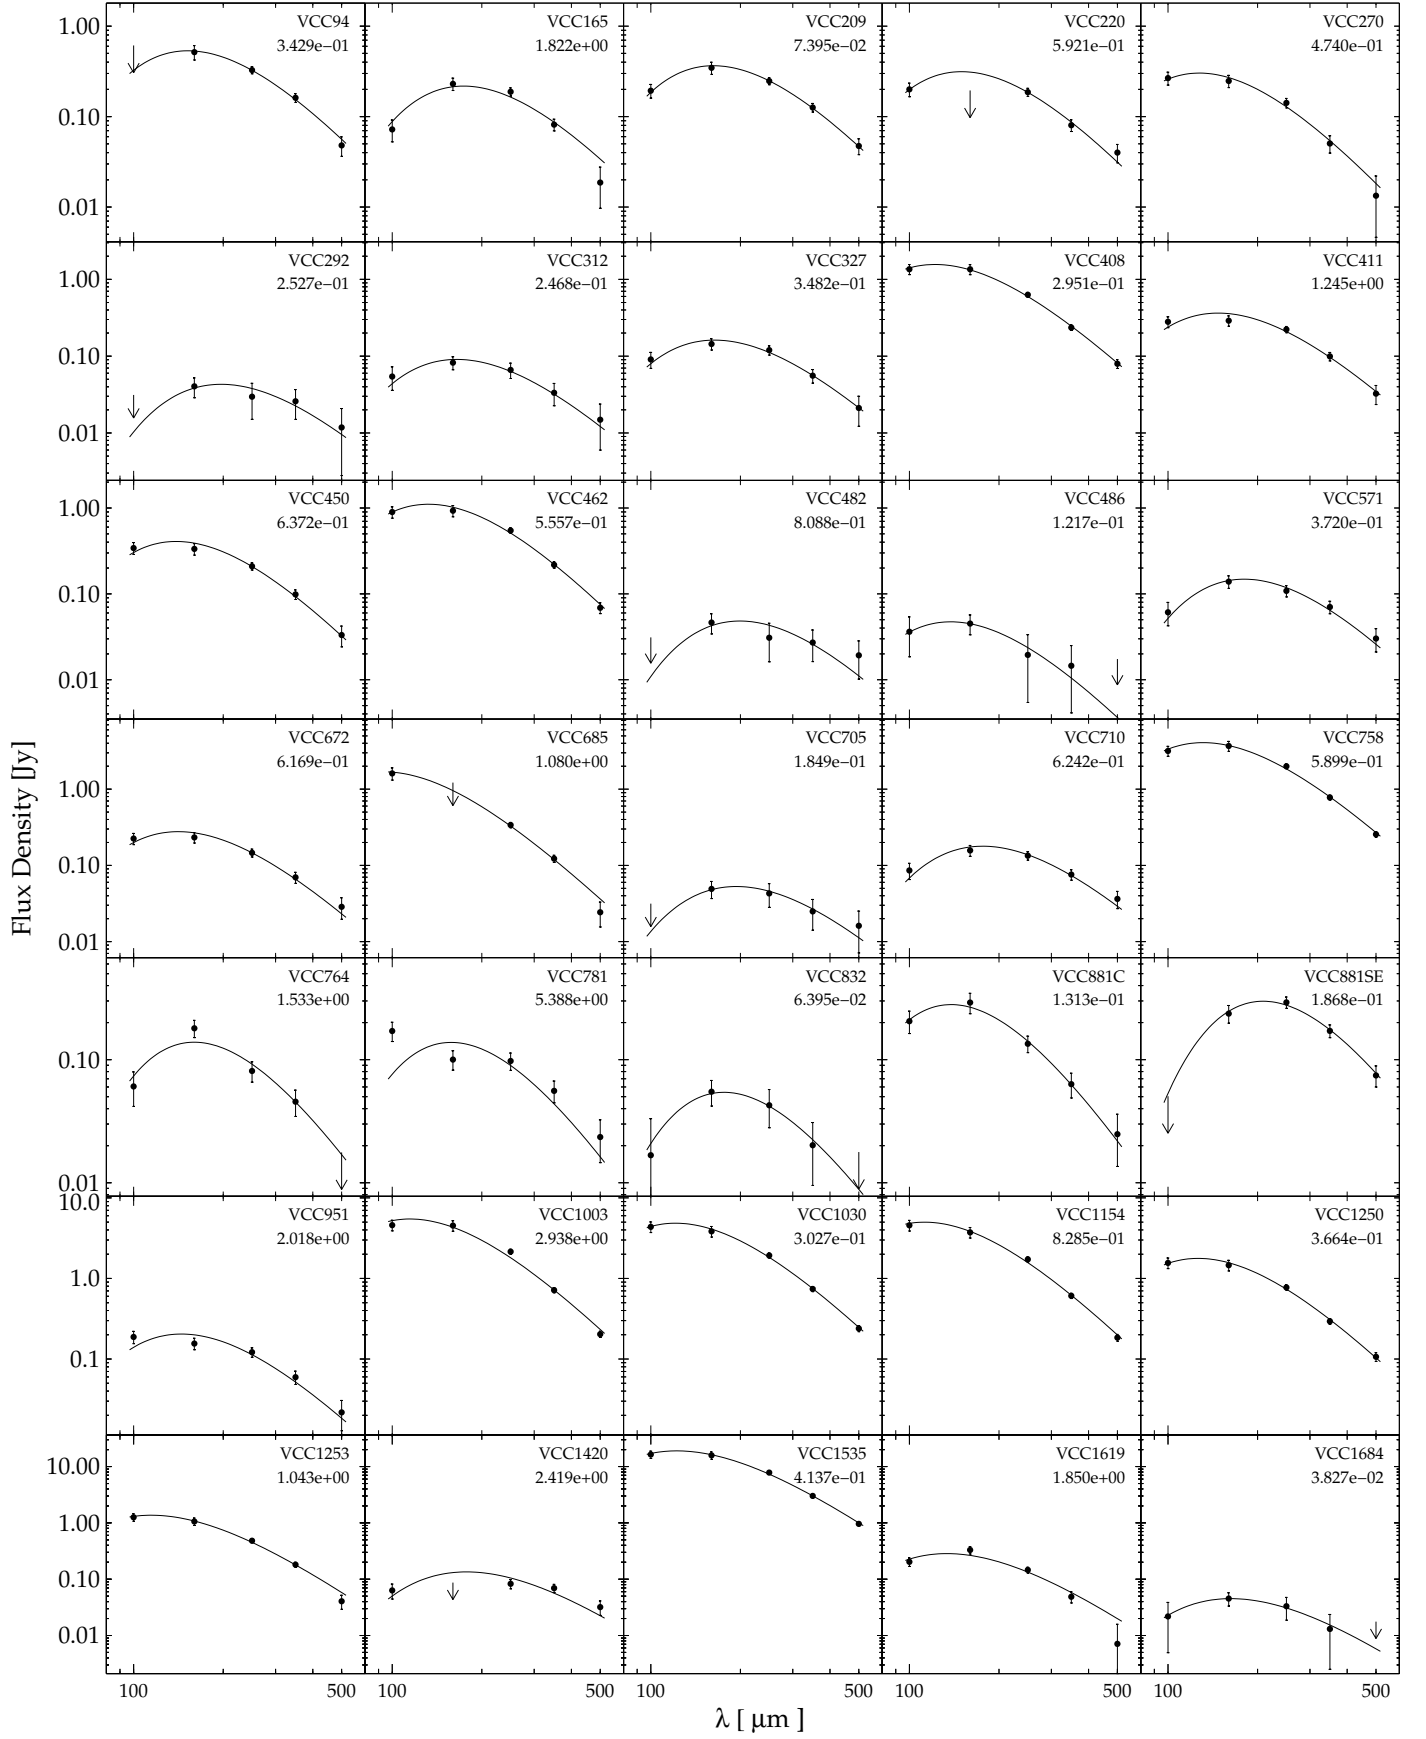 VCC94 VCC165 VCC209 VCC220 VCC270
1.00 3.429e−01 1.822e+00 7.395e−02 5.921e−01 4.740e−01
0.10
0.01
VCC292 VCC312 VCC327 VCC408 VCC411
1.00 2.527e−01 2.468e−01 3.482e−01 2.951e−01 1.245e+00
0.10
0.01
VCC450 VCC462 VCC482 VCC486 VCC571
1.00 6.372e−01 5.557e−01 8.088e−01 1.217e−01 3.720e−01
0.10
0.01
VCC672 VCC685 VCC705 VCC710 VCC758
6.169e−01 1.080e+00 1.849e−01 6.242e−01 5.899e−01
1.00
0.10
0.01
Flux Density [Jy]
VCC764 VCC781 VCC832 VCC881C VCC881SE
1.533e+00 5.388e+00 6.395e−02 1.313e−01 1.868e−01
0.10
0.01
10.0 VCC951 VCC1003 VCC1030 VCC1154 VCC1250
2.018e+00 2.938e+00 3.027e−01 8.285e−01 3.664e−01
1.0
0.1
VCC1253 VCC1420 VCC1535 VCC1619 VCC1684
10.00 1.043e+00 2.419e+00 4.137e−01 1.850e+00 3.827e−02
1.00
0.10
0.01
100 500 100 500 100 500 100 500
λ [ μm ]